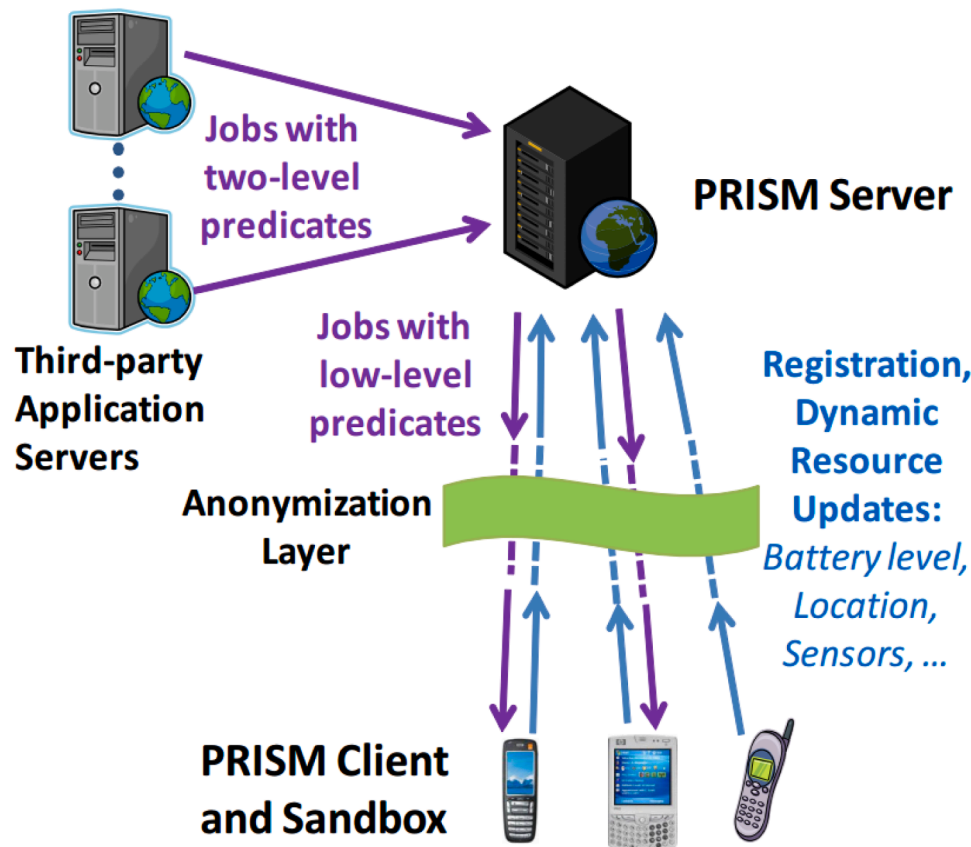 Jobs with
two-level
predicates
PRISM Server
Third-party
Application
Servers
Jobs with
low-level
predicates
Registration,
Dynamic
Resource
Updates:
Battery level,
Location,
Sensors, ...
Anonymization
Layer
PRISM Client
and Sandbox